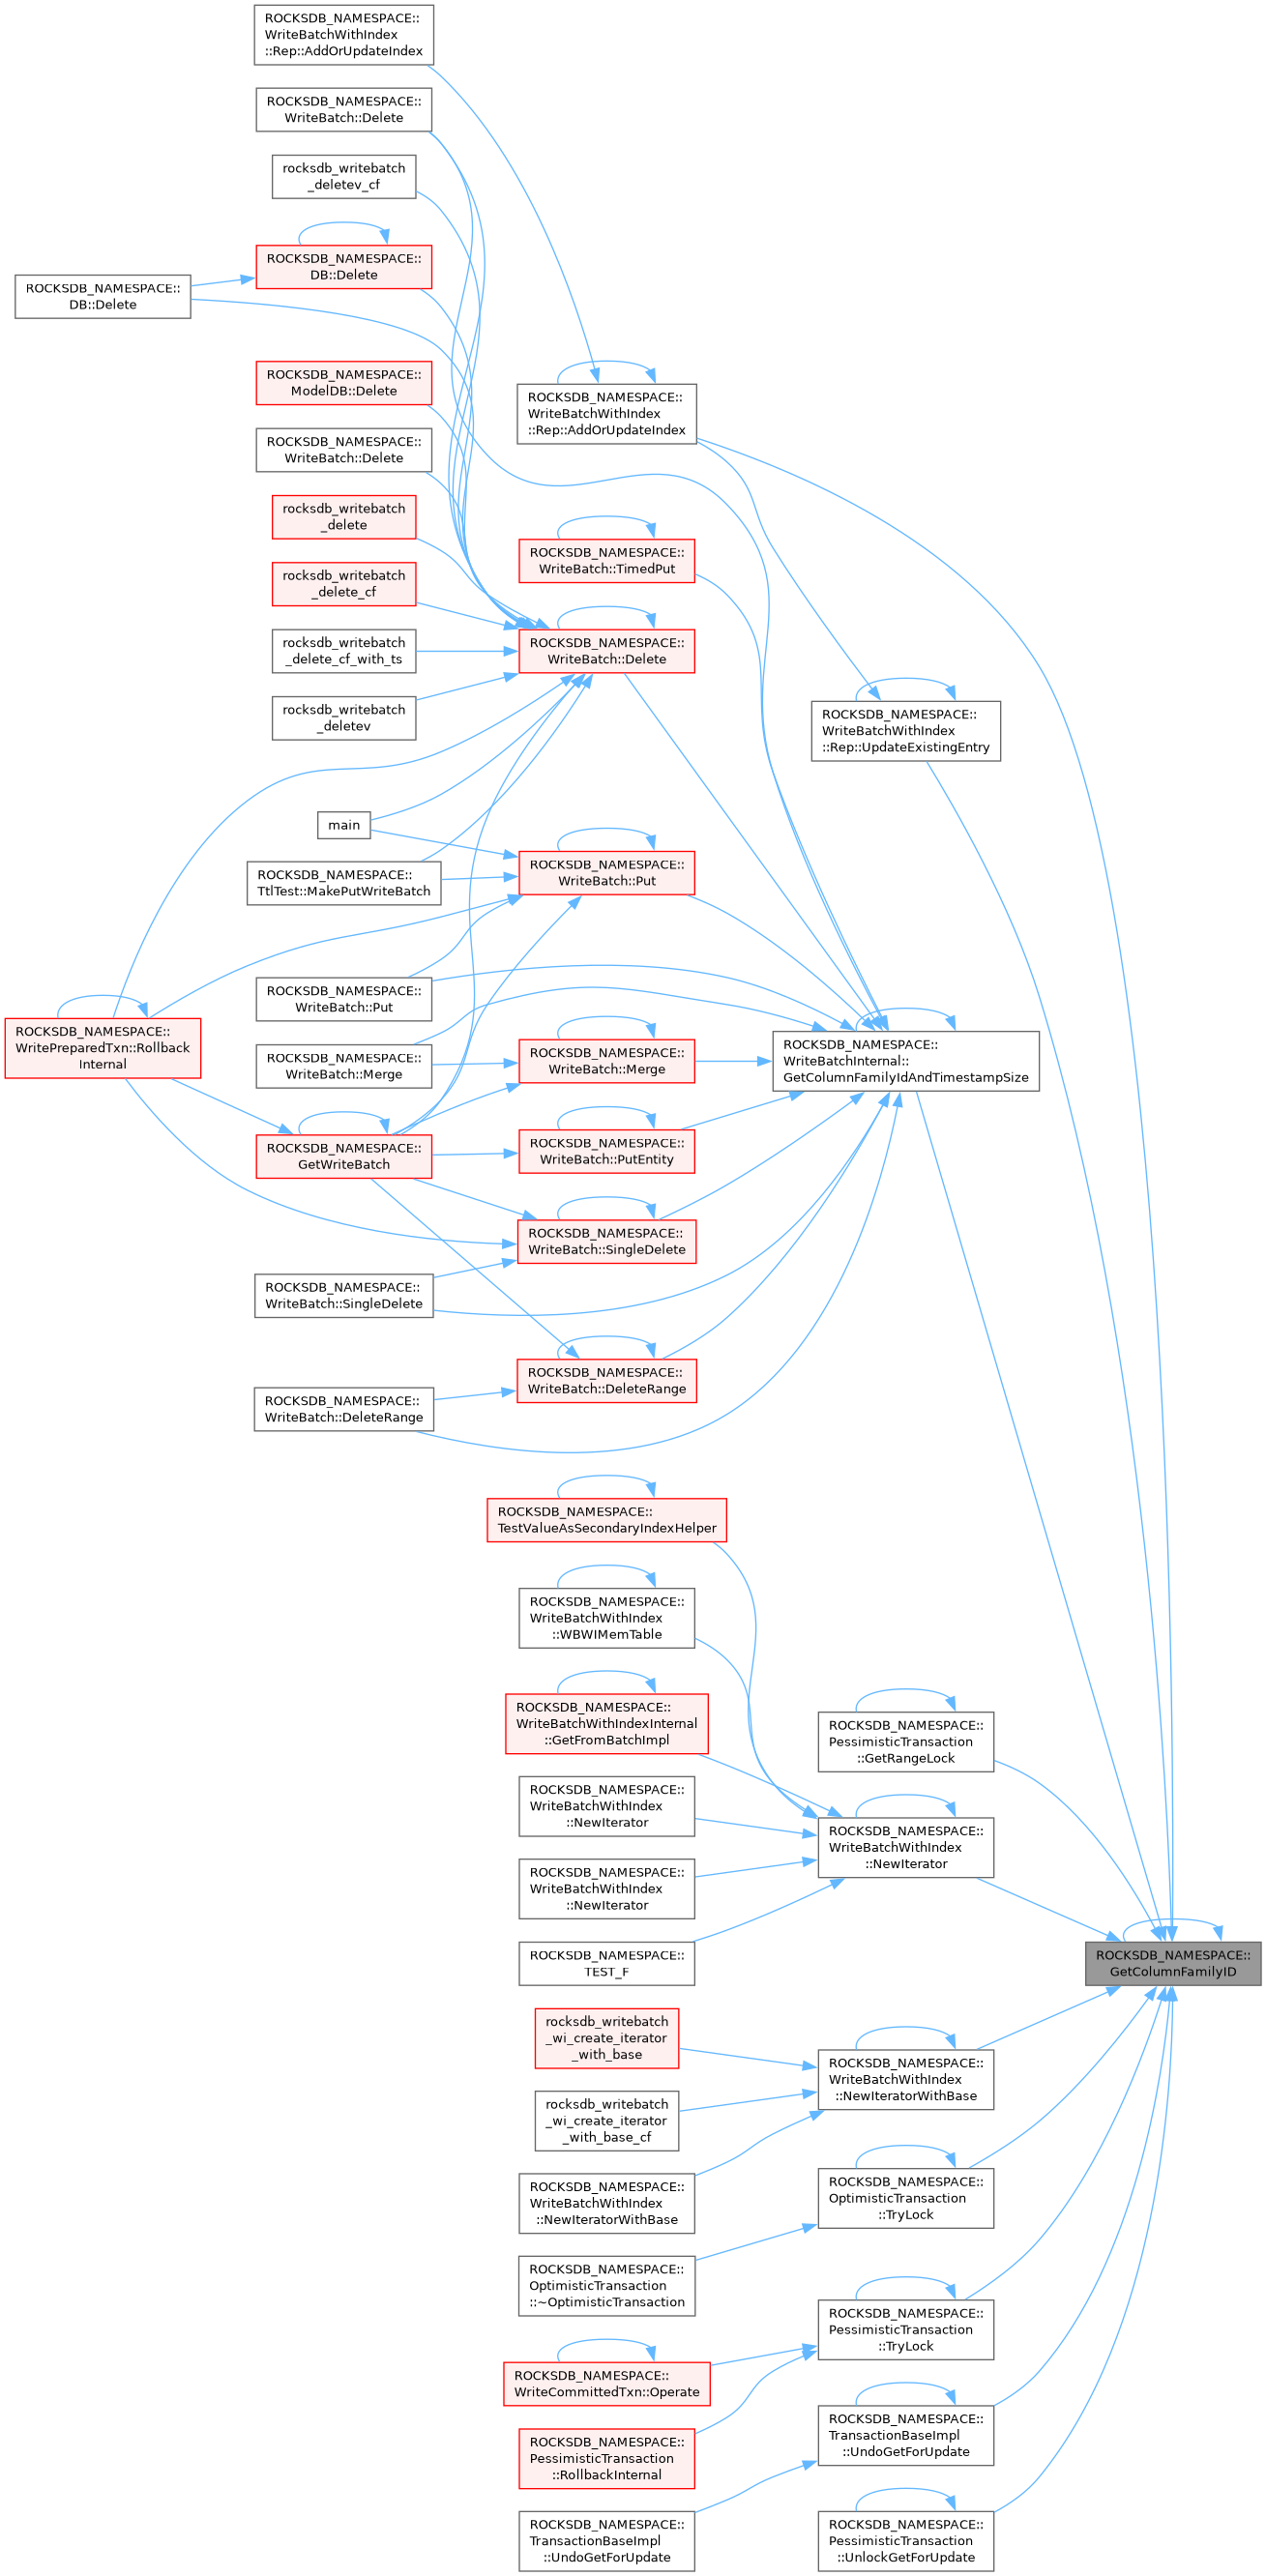 ROCKSDB_NAMESPACE::
WriteBatchWithIndex
::Rep::AddOrUpdateIndex
ROCKSDB_NAMESPACE::
WriteBatch::Delete
rocksdb_writebatch
_deletev_cf
ROCKSDB_NAMESPACE::
DB::Delete
ROCKSDB_NAMESPACE::
DB::Delete
ROCKSDB_NAMESPACE::
ModelDB::Delete
ROCKSDB_NAMESPACE::
WriteBatchWithIndex
::Rep::AddOrUpdateIndex
ROCKSDB_NAMESPACE::
WriteBatch::Delete
rocksdb_writebatch
_delete
ROCKSDB_NAMESPACE::
WriteBatch::TimedPut
rocksdb_writebatch
_delete_cf
rocksdb_writebatch
_delete_cf_with_ts
ROCKSDB_NAMESPACE::
WriteBatch::Delete
rocksdb_writebatch
_deletev
ROCKSDB_NAMESPACE::
WriteBatchWithIndex
::Rep::UpdateExistingEntry
main
ROCKSDB_NAMESPACE::
TtlTest::MakePutWriteBatch
ROCKSDB_NAMESPACE::
WriteBatch::Put
ROCKSDB_NAMESPACE::
WriteBatch::Put
ROCKSDB_NAMESPACE::
WritePreparedTxn::Rollback
Internal
ROCKSDB_NAMESPACE::
WriteBatch::Merge
ROCKSDB_NAMESPACE::
WriteBatch::Merge
ROCKSDB_NAMESPACE::
WriteBatchInternal::
GetColumnFamilyIdAndTimestampSize
ROCKSDB_NAMESPACE::
GetWriteBatch
ROCKSDB_NAMESPACE::
WriteBatch::PutEntity
ROCKSDB_NAMESPACE::
WriteBatch::SingleDelete
ROCKSDB_NAMESPACE::
WriteBatch::SingleDelete
ROCKSDB_NAMESPACE::
WriteBatch::DeleteRange
ROCKSDB_NAMESPACE::
WriteBatch::DeleteRange
ROCKSDB_NAMESPACE::
TestValueAsSecondaryIndexHelper
ROCKSDB_NAMESPACE::
WriteBatchWithIndex
::WBWIMemTable
ROCKSDB_NAMESPACE::
WriteBatchWithIndexInternal
::GetFromBatchImpl
ROCKSDB_NAMESPACE::
PessimisticTransaction
::GetRangeLock
ROCKSDB_NAMESPACE::
WriteBatchWithIndex
::NewIterator
ROCKSDB_NAMESPACE::
WriteBatchWithIndex
::NewIterator
ROCKSDB_NAMESPACE::
WriteBatchWithIndex
::NewIterator
ROCKSDB_NAMESPACE::
TEST_F
ROCKSDB_NAMESPACE::
GetColumnFamilyID
rocksdb_writebatch
_wi_create_iterator
_with_base
ROCKSDB_NAMESPACE::
WriteBatchWithIndex
::NewIteratorWithBase
rocksdb_writebatch
_wi_create_iterator
_with_base_cf
ROCKSDB_NAMESPACE::
WriteBatchWithIndex
::NewIteratorWithBase
ROCKSDB_NAMESPACE::
OptimisticTransaction
::TryLock
ROCKSDB_NAMESPACE::
OptimisticTransaction
::~OptimisticTransaction
ROCKSDB_NAMESPACE::
PessimisticTransaction
::TryLock
ROCKSDB_NAMESPACE::
WriteCommittedTxn::Operate
ROCKSDB_NAMESPACE::
PessimisticTransaction
::RollbackInternal
ROCKSDB_NAMESPACE::
TransactionBaseImpl
::UndoGetForUpdate
ROCKSDB_NAMESPACE::
TransactionBaseImpl
::UndoGetForUpdate
ROCKSDB_NAMESPACE::
PessimisticTransaction
::UnlockGetForUpdate